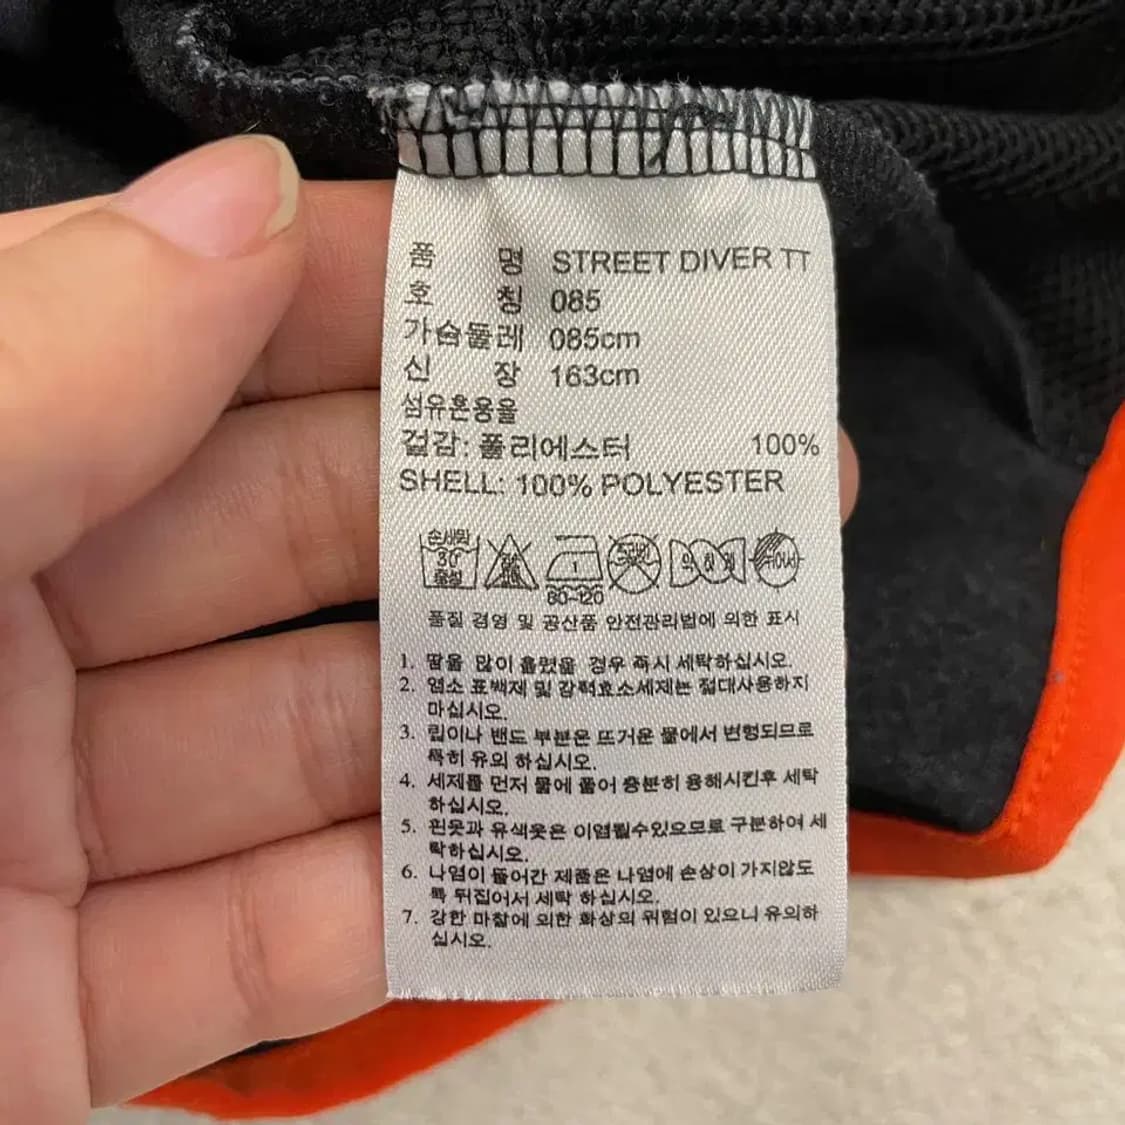 품 명 STREET DIVER TT
호 칭 085
가슴둘레 085cm
신 장 163cm
섬유혼용율
겉감: 폴리에스터 100%
SHELL: 100% POLYESTER
손세탁
30°
중성
80~120
품질 경영 및 공산품 안전관리법에 의한 표시
1. 땀을 많이 흘렸을 경우 즉시 세탁하십시오.
2. 염소 표백제 및 강력효소세제는 절대사용하지
마십시오.
3. 립이나 밴드 부분은 뜨거운 물에서 변형되므로
특히 유의 하십시오.
4. 세제를 먼저 물에 풀어 충분히 용해시킨후 세탁
하십시오.
5. 흰옷과 유색옷은 이염될수있으므로 구분하여 세
탁하십시오.
6. 나염이 들어간 제품은 나염에 손상이 가지않도
록 뒤집어서 세탁 하십시오.
7. 강한 마찰에 의한 화상의 위험이 있으니 유의하
십시오.